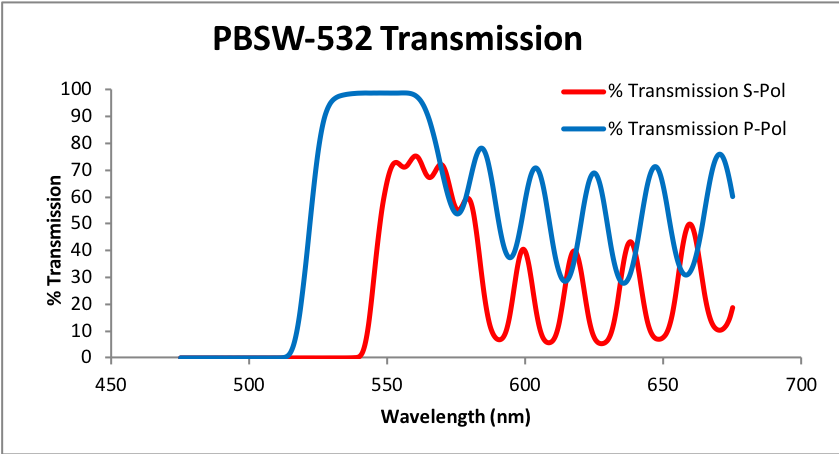 PBSW-532 Transmission
% Transmission S-Pol
% Transmission P-Pol
100
90
80
70
60
50
40
30
20
10
0
% Transmission
450 500 550 600 650 700
Wavelength (nm)